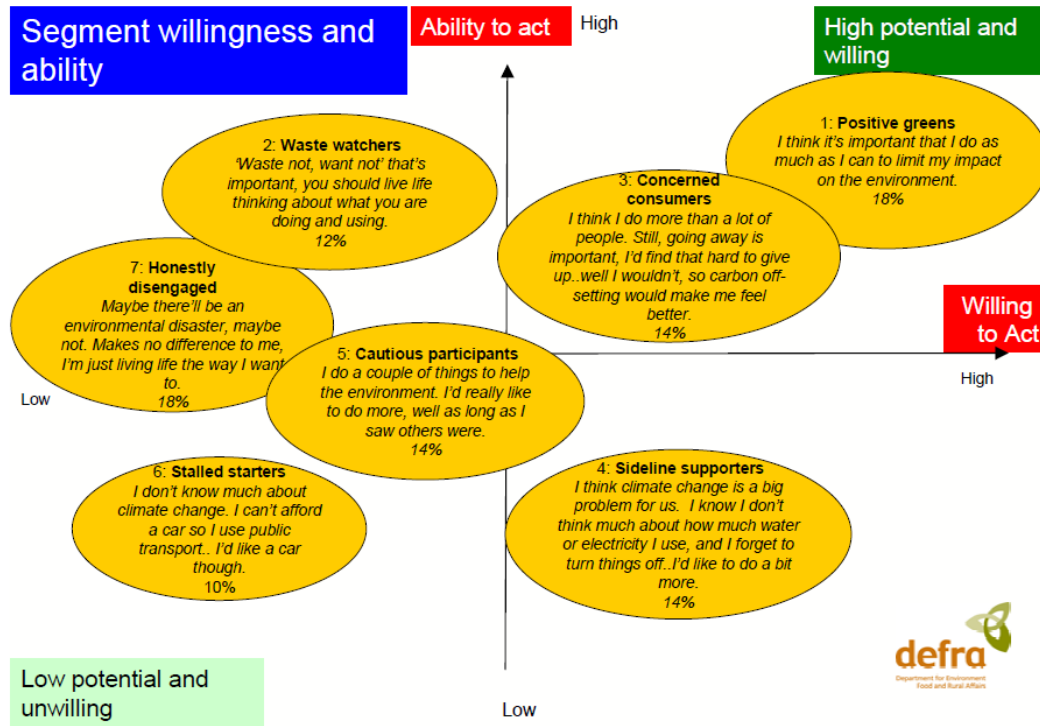 Segment willingness and
ability
Ability to act
High
High potential and
willing
1: Positive greens
I think it's important that I do as
much as I can to limit my impact
on the environment.
18%
2: Waste watchers
'Waste not, want not' that's
important, you should live life
thinking about what you are
doing and using.
12%
3: Concerned
consumers
I think I do more than a lot of
people. Still, going away is
important, I'd find that hard to give
up..well I wouldn't, so carbon off-
setting would make me feel
better.
14%
7: Honestly
disengaged
Maybe there'll be an
environmental disaster, maybe
not. Makes no difference to me,
I'm just living life the way I want
to.
18%
Willing
to Act
High
Low
5: Cautious participants
I do a couple of things to help
the environment. I'd really like
to do more, well as long as I
saw others were.
14%
6: Stalled starters
I don't know much about
climate change. I can't afford
a car so I use public
transport.. I'd like a car
though.
10%
4: Sideline supporters
I think climate change is a big
problem for us. I know I don't
think much about how much water
or electricity I use, and I forget to
turn things off..I'd like to do a bit
more.
14%
defra
Department for Environment
Food and Rural Affairs
Low potential and
unwilling
Low